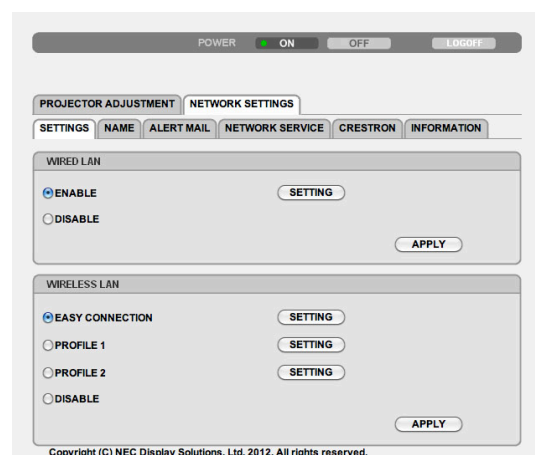 POWER ON OFF LOGOFF
PROJECTOR ADJUSTMENT NETWORK SETTINGS
SETTINGS NAME ALERT MAIL NETWORK SERVICE CRESTRON INFORMATION
WIRED LAN
ENABLE SETTING
DISABLE
APPLY
WIRELESS LAN
EASY CONNECTION SETTING
PROFILE 1 SETTING
PROFILE 2 SETTING
DISABLE
APPLY
Copyright (C) NEC Display Solutions, Ltd. 2012. All rights reserved.